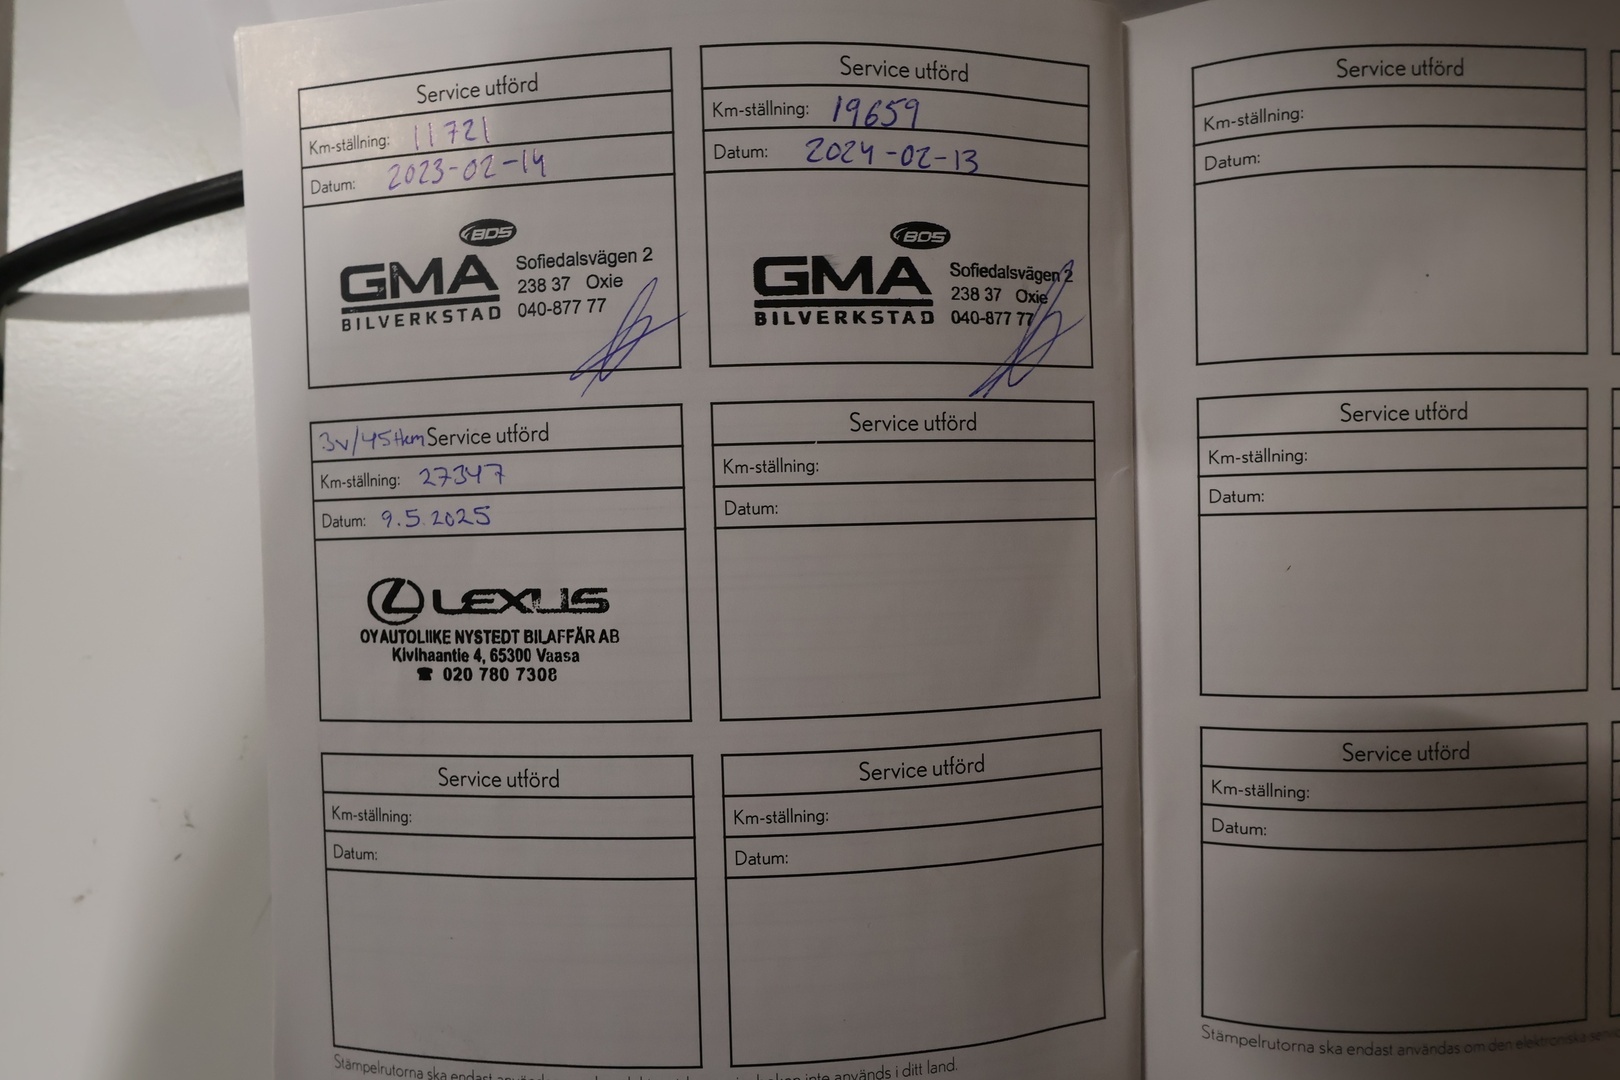 Service utförd
Km-ställning: 11721
Datum: 2023-02-14
BDS
GMA
BILVERKSTAD
Sofiedalsvägen 2
238 37 Oxie
040-877 77
Service utförd
Km-ställning: 19659
Datum: 2024-02-13
BDS
GMA
BILVERKSTAD
Sofiedalsvägen 2
238 37 Oxie
040-877 77
3v/45tkm Service utförd
Km-ställning: 27347
Datum: 9.5.2025
LEXUS
OY AUTOLIIKE NYSTEDT BILAFFÄR AB
Kivihaantie 4, 65300 Vaasa
☎ 020 780 7308
Service utförd
Km-ställning:
Datum:
Service utförd
Km-ställning:
Datum:
Service utförd
Km-ställning:
Datum:
Stämpelrutorna ska endast används i ditt land.
Service utförd
Km-ställning:
Datum:
Service utförd
Km-ställning:
Datum:
Service utförd
Km-ställning:
Datum:
Stämpelrutorna ska endast användas om den elektroniska